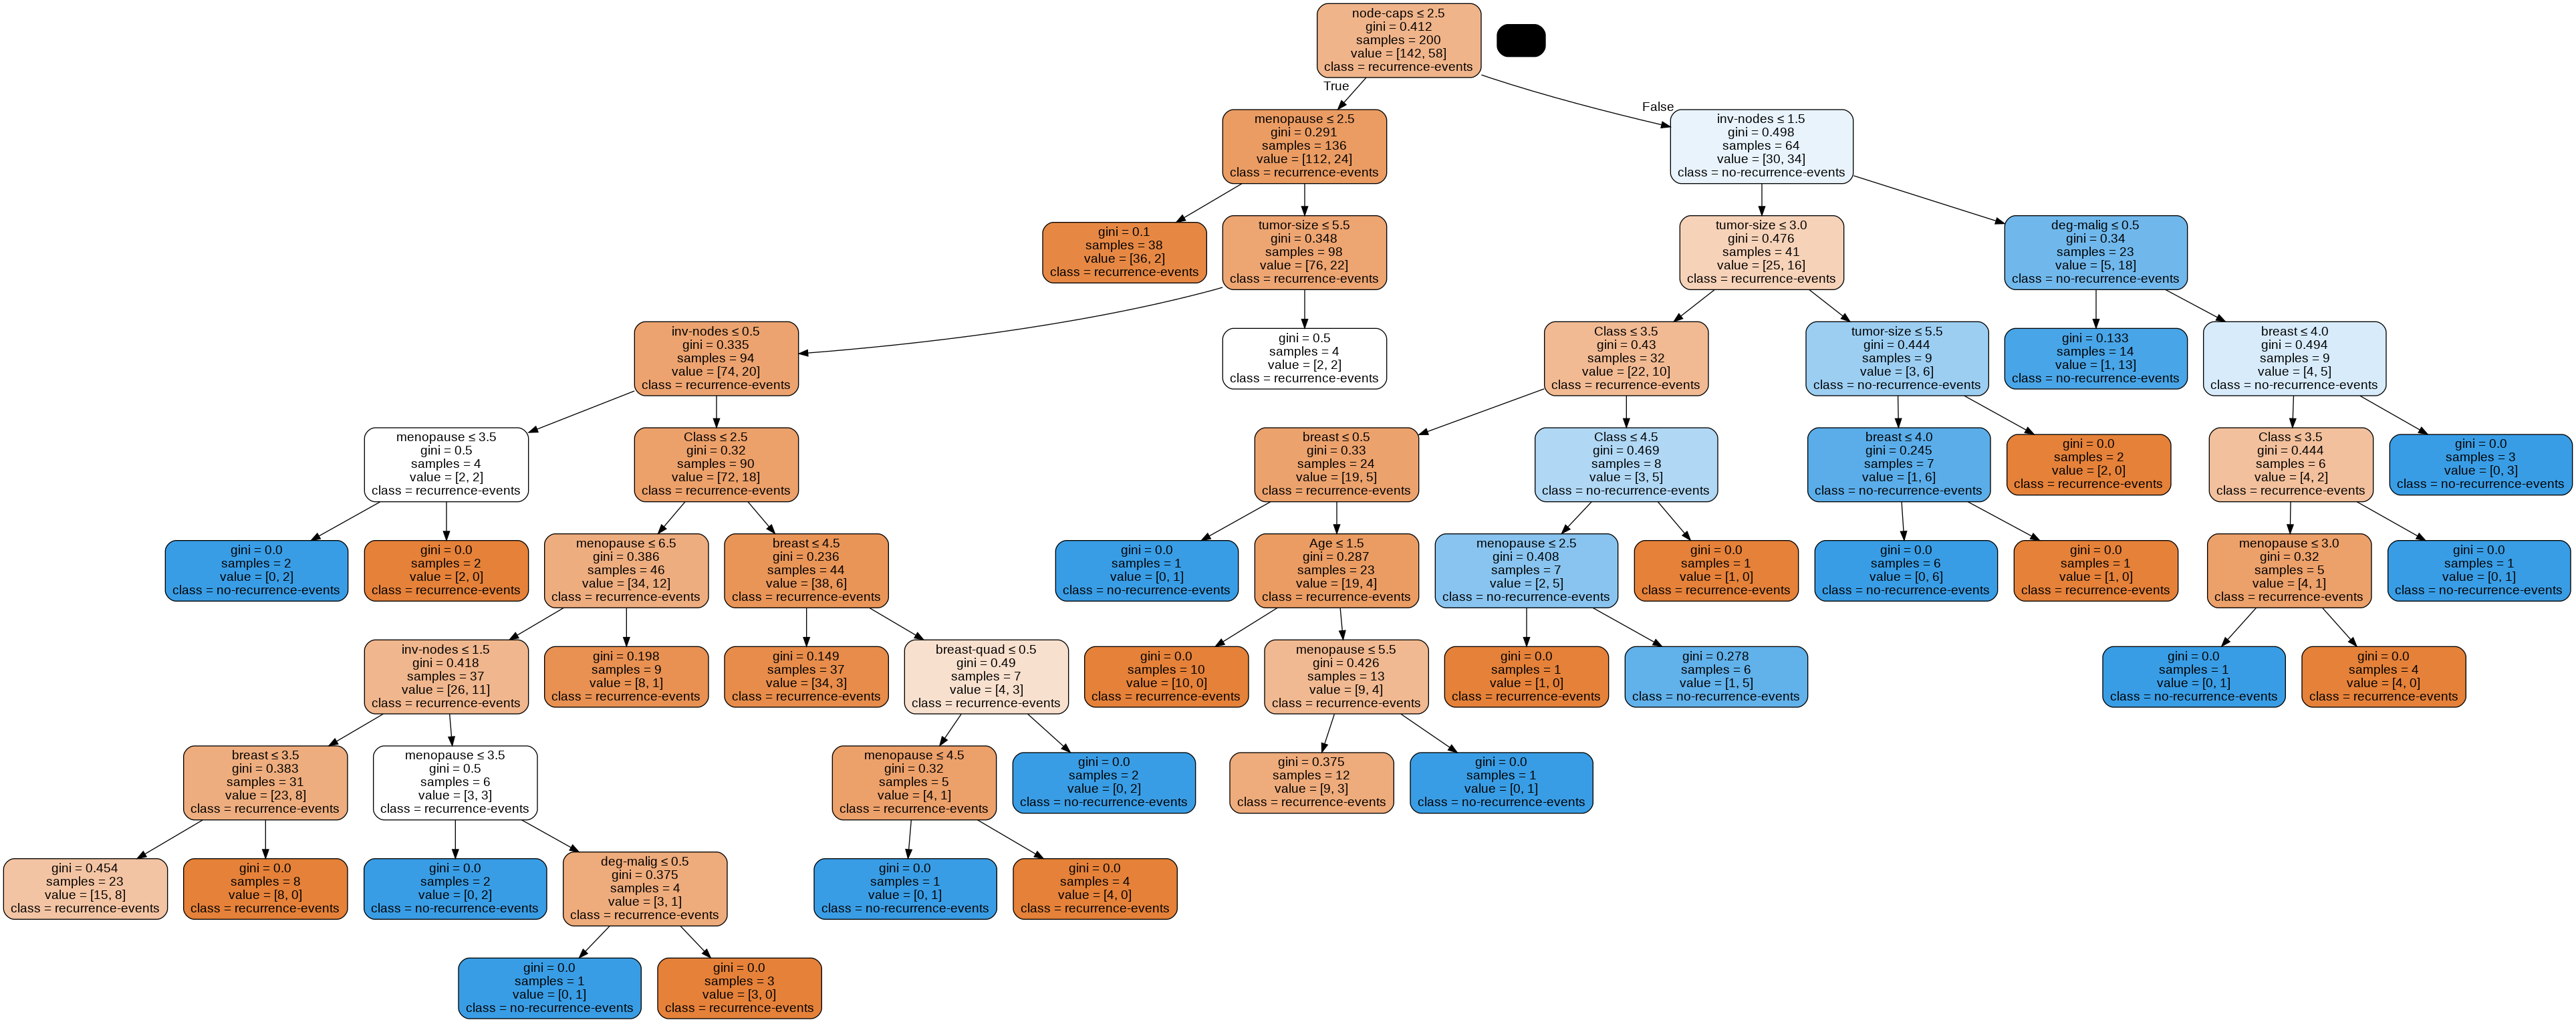 node-caps ≤ 2.5
gini = 0.412
samples = 200
value = [142, 58]
class = recurrence-events
True
False
menopause ≤ 2.5
gini = 0.291
samples = 136
value = [112, 24]
class = recurrence-events
inv-nodes ≤ 1.5
gini = 0.498
samples = 64
value = [30, 34]
class = no-recurrence-events
gini = 0.1
samples = 38
value = [36, 2]
class = recurrence-events
tumor-size ≤ 5.5
gini = 0.348
samples = 98
value = [76, 22]
class = recurrence-events
tumor-size ≤ 3.0
gini = 0.476
samples = 41
value = [25, 16]
class = recurrence-events
deg-malig ≤ 0.5
gini = 0.34
samples = 23
value = [5, 18]
class = no-recurrence-events
inv-nodes ≤ 0.5
gini = 0.335
samples = 94
value = [74, 20]
class = recurrence-events
gini = 0.5
samples = 4
value = [2, 2]
class = recurrence-events
Class ≤ 3.5
gini = 0.43
samples = 32
value = [22, 10]
class = recurrence-events
tumor-size ≤ 5.5
gini = 0.444
samples = 9
value = [3, 6]
class = no-recurrence-events
gini = 0.133
samples = 14
value = [1, 13]
class = no-recurrence-events
breast ≤ 4.0
gini = 0.494
samples = 9
value = [4, 5]
class = no-recurrence-events
menopause ≤ 3.5
gini = 0.5
samples = 4
value = [2, 2]
class = recurrence-events
Class ≤ 2.5
gini = 0.32
samples = 90
value = [72, 18]
class = recurrence-events
breast ≤ 0.5
gini = 0.33
samples = 24
value = [19, 5]
class = recurrence-events
Class ≤ 4.5
gini = 0.469
samples = 8
value = [3, 5]
class = no-recurrence-events
breast ≤ 4.0
gini = 0.245
samples = 7
value = [1, 6]
class = no-recurrence-events
gini = 0.0
samples = 2
value = [2, 0]
class = recurrence-events
Class ≤ 3.5
gini = 0.444
samples = 6
value = [4, 2]
class = recurrence-events
gini = 0.0
samples = 3
value = [0, 3]
class = no-recurrence-events
gini = 0.0
samples = 2
value = [0, 2]
class = no-recurrence-events
gini = 0.0
samples = 2
value = [2, 0]
class = recurrence-events
menopause ≤ 6.5
gini = 0.386
samples = 46
value = [34, 12]
class = recurrence-events
breast ≤ 4.5
gini = 0.236
samples = 44
value = [38, 6]
class = recurrence-events
gini = 0.0
samples = 1
value = [0, 1]
class = no-recurrence-events
Age ≤ 1.5
gini = 0.287
samples = 23
value = [19, 4]
class = recurrence-events
menopause ≤ 2.5
gini = 0.408
samples = 7
value = [2, 5]
class = no-recurrence-events
gini = 0.0
samples = 1
value = [1, 0]
class = recurrence-events
gini = 0.0
samples = 6
value = [0, 6]
class = no-recurrence-events
gini = 0.0
samples = 1
value = [1, 0]
class = recurrence-events
menopause ≤ 3.0
gini = 0.32
samples = 5
value = [4, 1]
class = recurrence-events
gini = 0.0
samples = 1
value = [0, 1]
class = no-recurrence-events
inv-nodes ≤ 1.5
gini = 0.418
samples = 37
value = [26, 11]
class = recurrence-events
gini = 0.198
samples = 9
value = [8, 1]
class = recurrence-events
gini = 0.149
samples = 37
value = [34, 3]
class = recurrence-events
breast-quad ≤ 0.5
gini = 0.49
samples = 7
value = [4, 3]
class = recurrence-events
gini = 0.0
samples = 10
value = [10, 0]
class = recurrence-events
menopause ≤ 5.5
gini = 0.426
samples = 13
value = [9, 4]
class = recurrence-events
gini = 0.0
samples = 1
value = [1, 0]
class = recurrence-events
gini = 0.278
samples = 6
value = [1, 5]
class = no-recurrence-events
gini = 0.0
samples = 1
value = [0, 1]
class = no-recurrence-events
gini = 0.0
samples = 4
value = [4, 0]
class = recurrence-events
breast ≤ 3.5
gini = 0.383
samples = 31
value = [23, 8]
class = recurrence-events
menopause ≤ 3.5
gini = 0.5
samples = 6
value = [3, 3]
class = recurrence-events
menopause ≤ 4.5
gini = 0.32
samples = 5
value = [4, 1]
class = recurrence-events
gini = 0.0
samples = 2
value = [0, 2]
class = no-recurrence-events
gini = 0.375
samples = 12
value = [9, 3]
class = recurrence-events
gini = 0.0
samples = 1
value = [0, 1]
class = no-recurrence-events
gini = 0.454
samples = 23
value = [15, 8]
class = recurrence-events
gini = 0.0
samples = 8
value = [8, 0]
class = recurrence-events
gini = 0.0
samples = 2
value = [0, 2]
class = no-recurrence-events
deg-malig ≤ 0.5
gini = 0.375
samples = 4
value = [3, 1]
class = recurrence-events
gini = 0.0
samples = 1
value = [0, 1]
class = no-recurrence-events
gini = 0.0
samples = 4
value = [4, 0]
class = recurrence-events
gini = 0.0
samples = 1
value = [0, 1]
class = no-recurrence-events
gini = 0.0
samples = 3
value = [3, 0]
class = recurrence-events